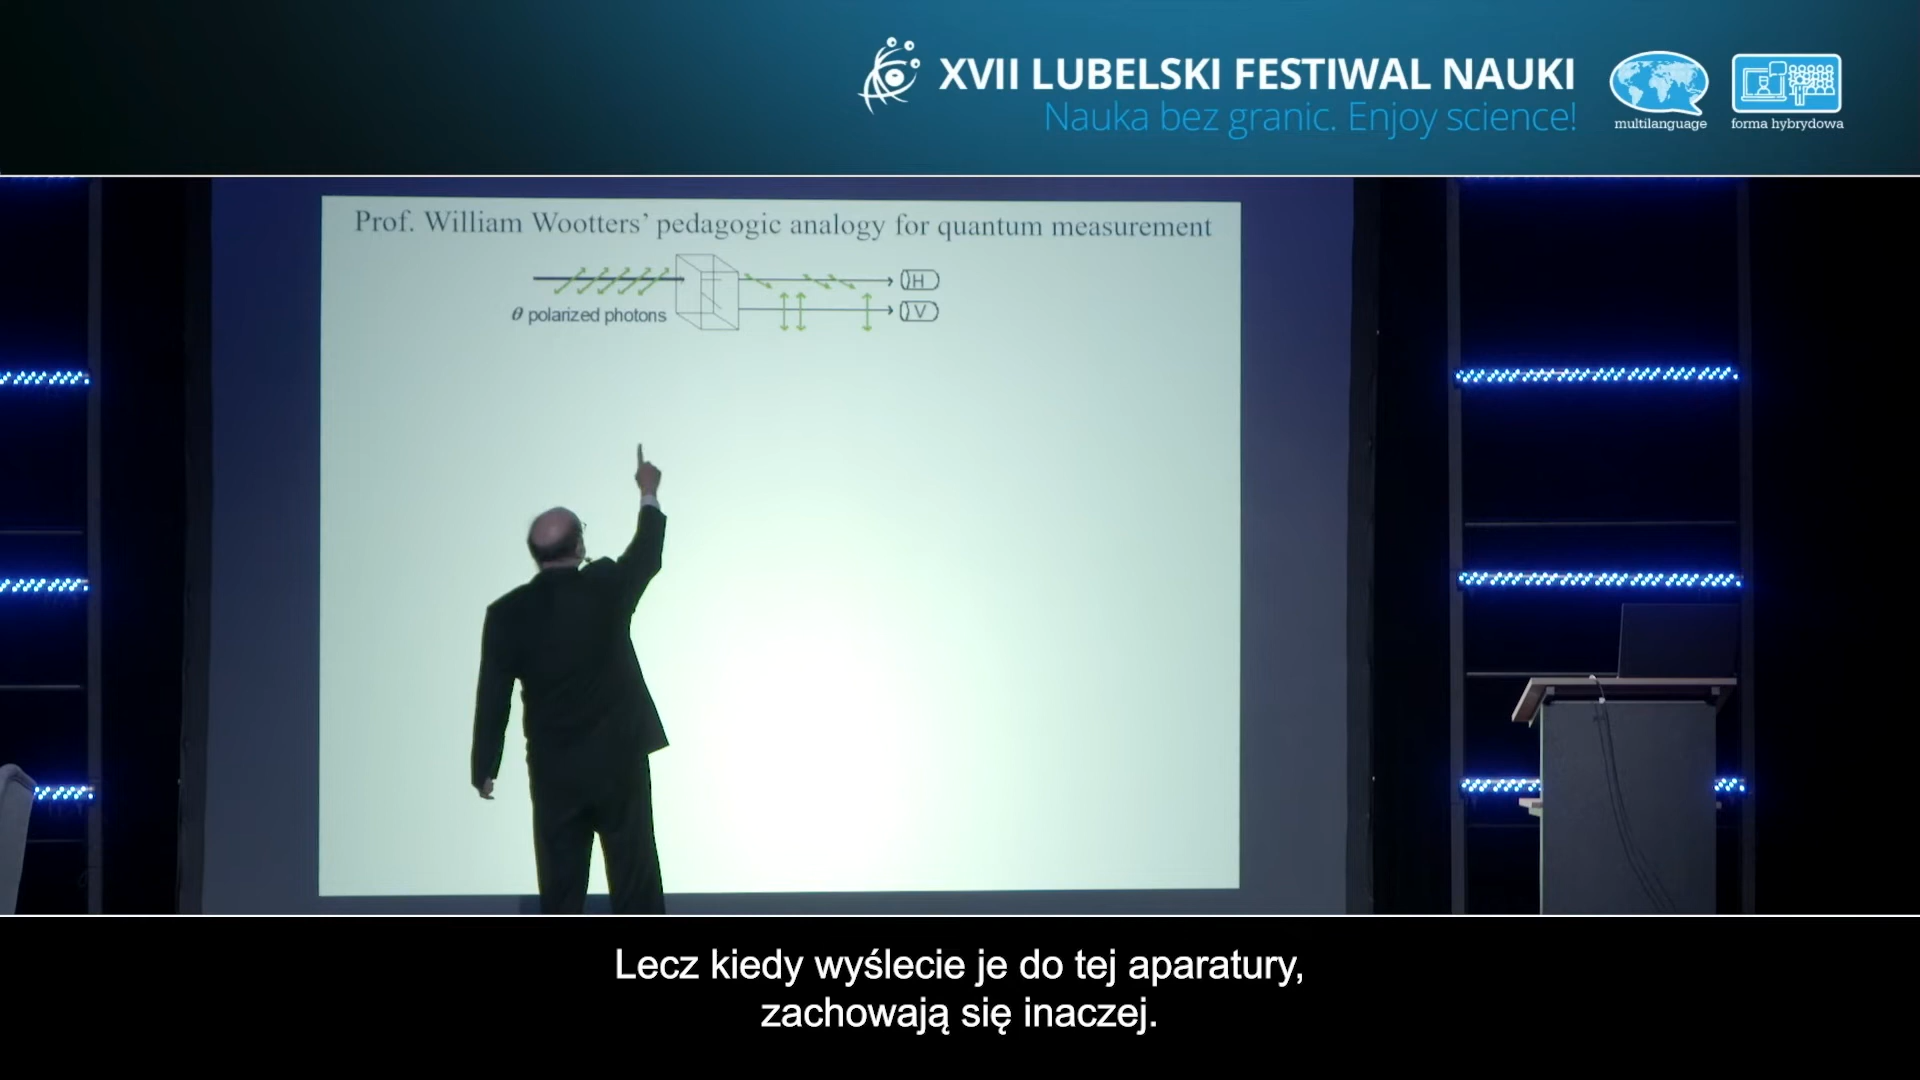 XVII LUBELSKI FESTIWAL NAUKI
Nauka bez granic. Enjoy science!
multilanguage
forma hybrydowa
Prof. William Wootters' pedagogic analogy for quantum measurement
H
θ polarized photons
V
Lecz kiedy wyślecie je do tej aparatury,
zachowają się inaczej.